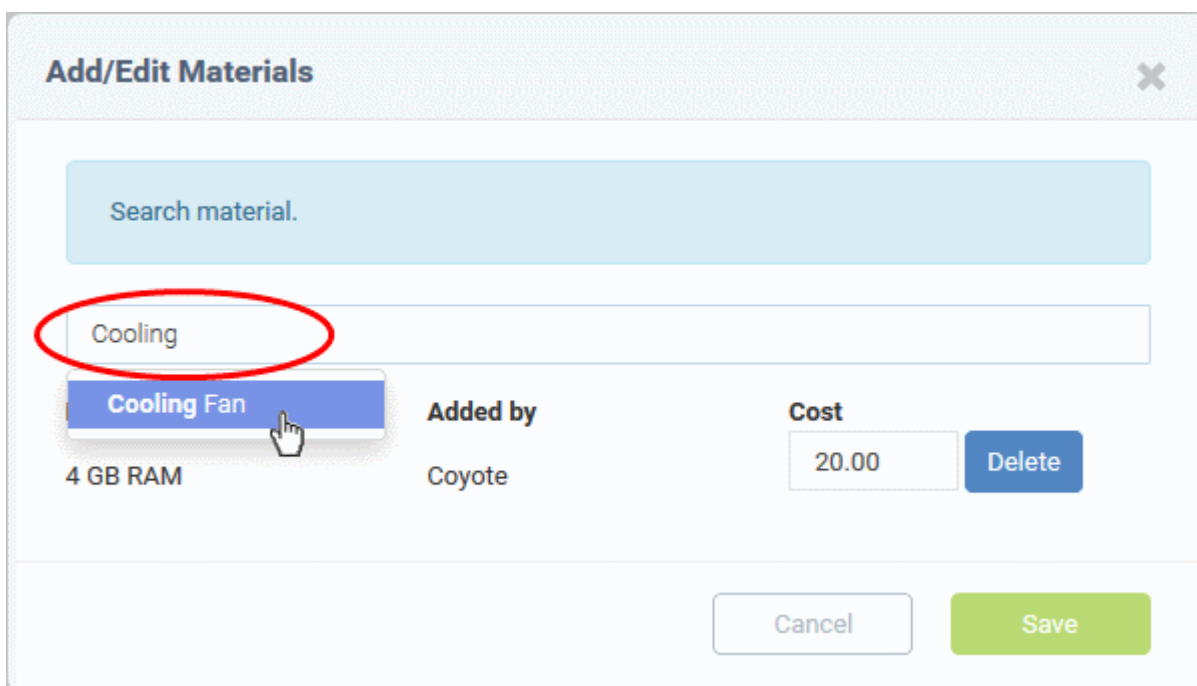 Add/Edit Materials
Search material.
Cooling
Cooling Fan
Added by Cost
4 GB RAM Coyote 20.00 Delete
Cancel Save